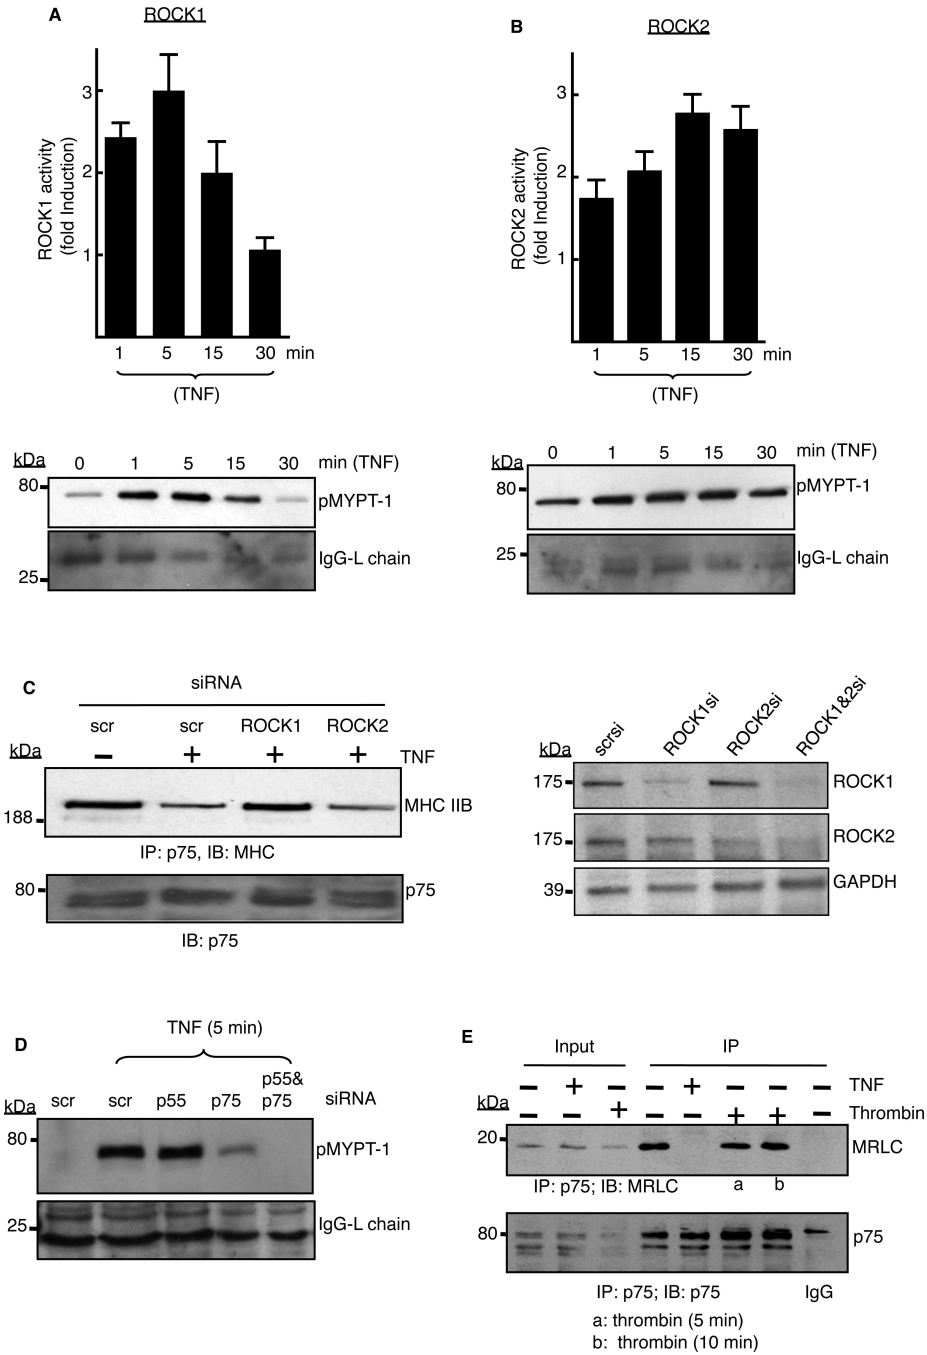 A
ROCK1
ROCK1 activity
(fold Induction)
3
2
1
1 5 15 30 min
(TNF)
kDa
0 1 5 15 30 min (TNF)
80
pMYPT-1
IgG-L chain
25
B
ROCK2
ROCK2 activity
(fold Induction)
3
2
1
1 5 15 30 min
(TNF)
kDa
0 1 5 15 30 min (TNF)
80
pMYPT-1
25
IgG-L chain
C
siRNA
scr scr ROCK1 ROCK2
kDa
− + + + TNF
MHC IIB
188
IP: p75, IB: MHC
80
p75
IB: p75
scrsi ROCK1si ROCK2si ROCK1&2si
kDa
175 ROCK1
175 ROCK2
39 GAPDH
D
TNF (5 min)
p55&
scr scr p55 p75 p75 siRNA
kDa
80
pMYPT-1
25
IgG-L chain
E
Input IP
− + − − + − − − TNF
kDa
− − + − − + + − Thrombin
20
MRLC
IP: p75; IB: MRLC a b
80
p75
IP: p75; IB: p75 IgG
a: thrombin (5 min)
b: thrombin (10 min)